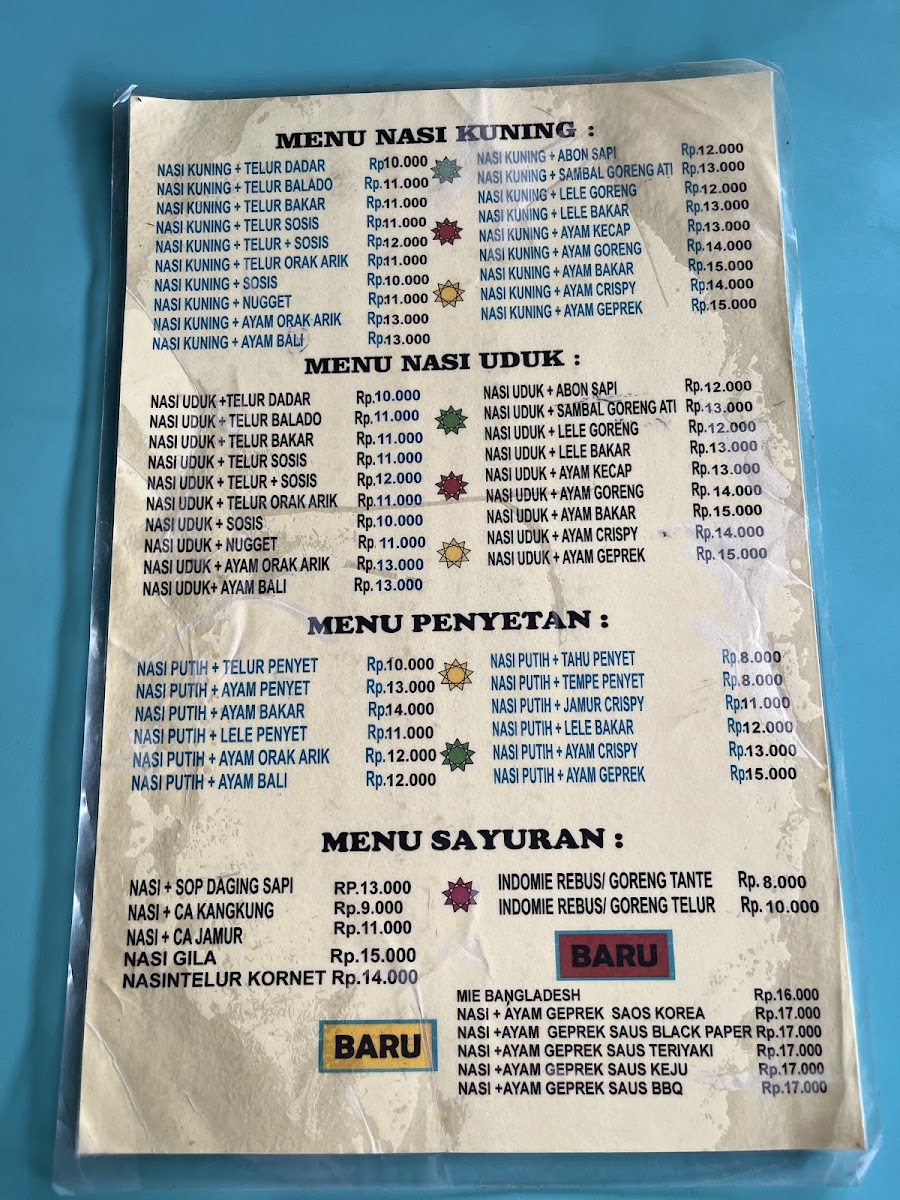 MENU NASI KUNING :
NASI KUNING + TELUR DADAR Rp10.000
NASI KUNING + TELUR BALADO Rp.11.000
NASI KUNING + TELUR BAKAR Rp.11.000
NASI KUNING + TELUR SOSIS Rp.11.000
NASI KUNING + TELUR + SOSIS Rp.12.000
NASI KUNING + TELUR ORAK ARIK Rp.11.000
NASI KUNING + SOSIS Rp.10.000
NASI KUNING + NUGGET Rp.11.000
NASI KUNING + AYAM ORAK ARIK Rp.13.000
NASI KUNING + AYAM BALI Rp.13.000
NASI KUNING + ABON SAPI Rp.12.000
NASI KUNING + SAMBAL GORENG ATI Rp.13.000
NASI KUNING + LELE GORENG Rp.12.000
NASI KUNING + LELE BAKAR Rp.13.000
NASI KUNING + AYAM KECAP Rp.13.000
NASI KUNING + AYAM GORENG Rp.14.000
NASI KUNING + AYAM BAKAR Rp.15.000
NASI KUNING + AYAM CRISPY Rp.14.000
NASI KUNING + AYAM GEPREK Rp.15.000
MENU NASI UDUK :
NASI UDUK +TELUR DADAR Rp.10.000
NASI UDUK + TELUR BALADO Rp.11.000
NASI UDUK + TELUR BAKAR Rp.11.000
NASI UDUK + TELUR SOSIS Rp.11.000
NASI UDUK + TELUR + SOSIS Rp.12.000
NASI UDUK + TELUR ORAK ARIK Rp.11.000
NASI UDUK + SOSIS Rp.10.000
NASI UDUK + NUGGET Rp. 11.000
NASI UDUK + AYAM ORAK ARIK Rp.13.000
NASI UDUK+ AYAM BALI Rp.13.000
NASI UDUK + ABON SAPI Rp.12.000
NASI UDUK + SAMBAL GORENG ATI Rp.13.000
NASI UDUK + LELE GORENG Rp.12.000
NASI UDUK + LELE BAKAR Rp.13.000
NASI UDUK + AYAM KECAP Rp.13.000
NASI UDUK + AYAM GORENG Rp. 14.000
NASI UDUK + AYAM BAKAR Rp.15.000
NASI UDUK + AYAM CRISPY Rp.14.000
NASI UDUK + AYAM GEPREK Rp. 15.000
MENU PENYETAN :
NASI PUTIH + TELUR PENYET Rp.10.000
NASI PUTIH + AYAM PENYET Rp.13.000
NASI PUTIH + AYAM BAKAR Rp.14.000
NASI PUTIH + LELE PENYET Rp.11.000
NASI PUTIH + AYAM ORAK ARIK Rp.12.000
NASI PUTIH + AYAM BALI Rp.12.000
NASI PUTIH + TAHU PENYET Rp.8.000
NASI PUTIH + TEMPE PENYET Rp.8.000
NASI PUTIH + JAMUR CRISPY Rp.11.000
NASI PUTIH + LELE BAKAR Rp12.000
NASI PUTIH + AYAM CRISPY Rp.13.000
NASI PUTIH + AYAM GEPREK Rp15.000
MENU SAYURAN :
NASI + SOP DAGING SAPI RP.13.000
NASI + CA KANGKUNG Rp.9.000
NASI + CA JAMUR Rp.11.000
NASI GILA Rp.15.000
NASINTELUR KORNET Rp.14.000
BARU
INDOMIE REBUS/ GORENG TANTE Rp. 8.000
INDOMIE REBUS/ GORENG TELUR Rp. 10.000
BARU
MIE BANGLADESH Rp.16.000
NASI + AYAM GEPREK SAOS KOREA Rp.17.000
NASI +AYAM GEPREK SAUS BLACK PAPER Rp.17.000
NASI +AYAM GEPREK SAUS TERIYAKI Rp.17.000
NASI +AYAM GEPREK SAUS KEJU Rp.17.000
NASI +AYAM GEPREK SAUS BBQ Rp.17.000